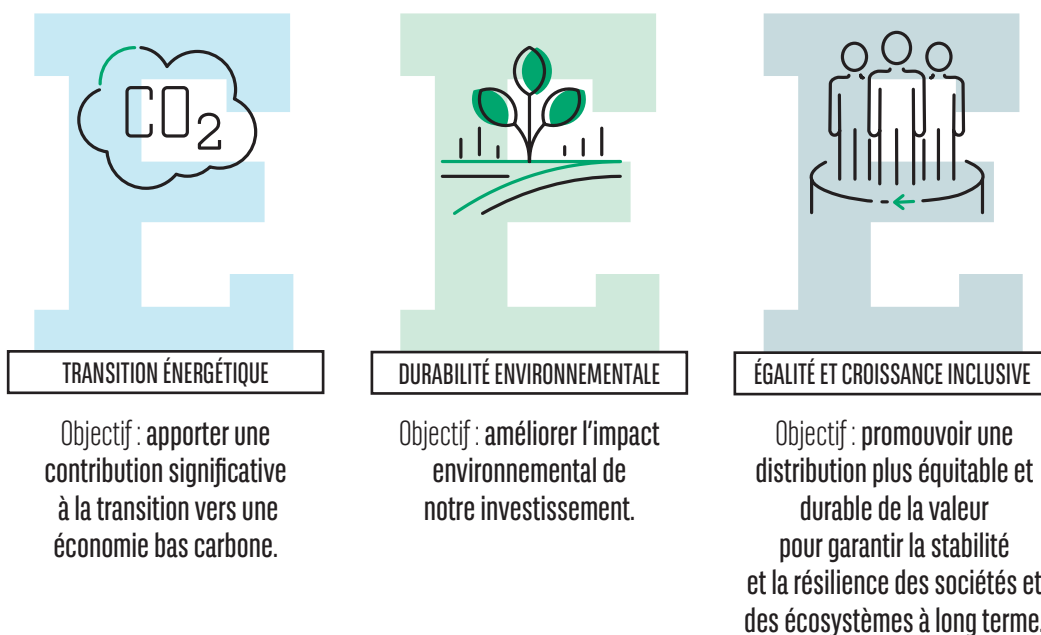 CO2
TRANSITION ÉNERGÉTIQUE
Objectif : apporter une
contribution significative
à la transition vers une
économie bas carbone.
DURABILITÉ ENVIRONNEMENTALE
Objectif : améliorer l'impact
environnemental de
notre investissement.
ÉGALITÉ ET CROISSANCE INCLUSIVE
Objectif : promouvoir une
distribution plus équitable et
durable de la valeur
pour garantir la stabilité
et la résilience des sociétés et
des écosystèmes à long terme.